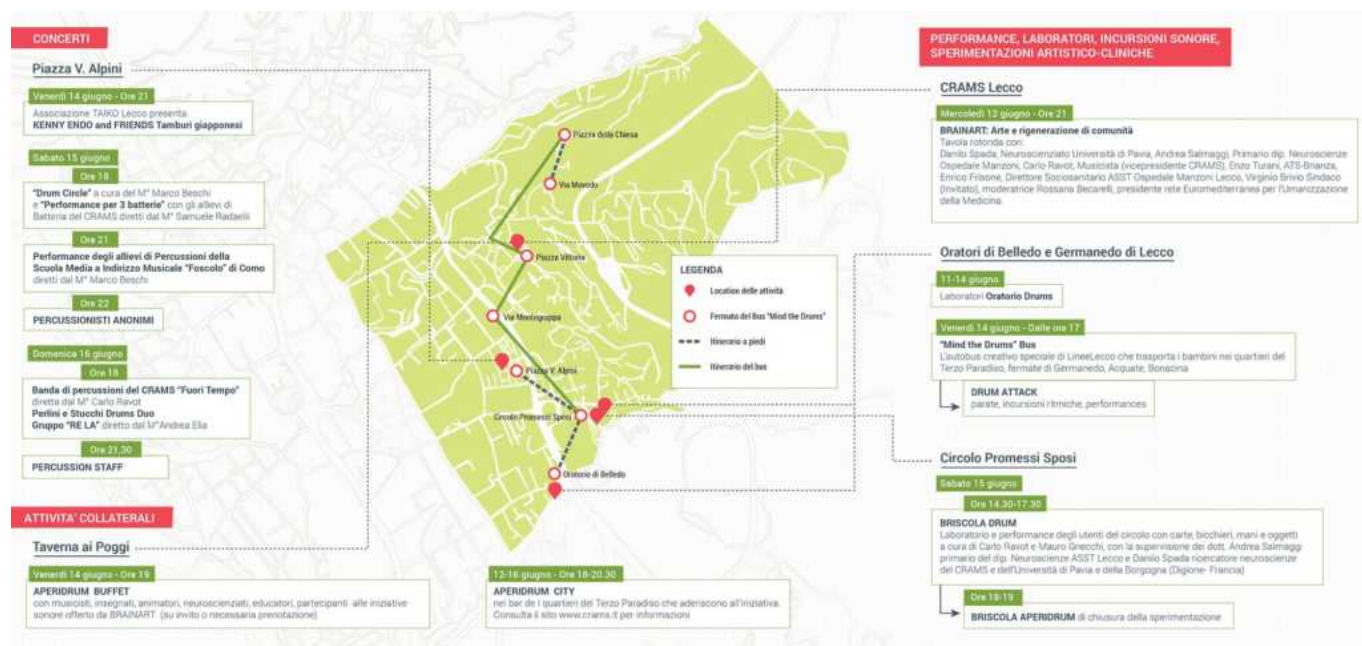 CONCERTI
Piazza V. Alpini
Venerdì 14 giugno - Ore 21
Associazione TAIKO Lecco presenta
KENNY ENDO and FRIENDS Tamburi giapponesi
Sabato 15 giugno
Ore 18
"Drum Circle" a cura del M° Marco Beschi
e "Performance per 3 batterie" con gli allievi di
Batteria del CRAMS diretti dal M° Samuele Radaelli
Ore 21
Performance degli allievi di Percussioni della
Scuola Media a Indirizzo Musicale "Foscolo" di Como
diretti dal M° Marco Beschi
Ore 22
PERCUSSIONISTI ANONIMI
Domenica 16 giugno
Ore 18
Banda di percussioni del CRAMS "Fuori Tempo"
diretta dal M° Carlo Ravot
Perlini e Stucchi Drums Duo
Gruppo "RE LA" diretto dal M°Andrea Elia
Ore 21,30
PERCUSSION STAFF
ATTIVITA' COLLATERALI
Taverna ai Poggi
Venerdì 14 giugno - Ore 19
APERIDRUM BUFFET
con musicisti, insegnati, animatori, neuroscienziati, educatori, partecipanti alle iniziative
sonore offerto da BRAINART (su invito o necessaria prenotazione)
12-16 giugno - Ore 18-20.30
APERIDRUM CITY
nei bar de i quartieri del Terzo Paradiso che aderiscono all'iniziativa.
Consulta il sito www.crams.it per informazioni
Piazza della Chiesa
Via Movedo
Piazza Vittoria
Via Montegrappa
Piazza V. Alpini
Circolo Promessi Sposi
Oratorio di Belledo
LEGENDA
Location delle attività
Fermata del Bus "Mind the Drums"
Itinerario a piedi
Itinerario del bus
PERFORMANCE, LABORATORI, INCURSIONI SONORE,
SPERIMENTAZIONI ARTISTICO-CLINICHE
CRAMS Lecco
Mercoledì 12 giugno - Ore 21
BRAINART: Arte e rigenerazione di comunità
Tavola rotonda con:
Danilo Spada, Neuroscienziato Università di Pavia, Andrea Salmaggi, Primario dip. Neuroscienze
Ospedale Manzoni, Carlo Ravot, Musicista (vicepresidente CRAMS), Enzo Turani, ATS-Brianza,
Enrico Frisone, Direttore Sociosanitario ASST Ospedale Manzoni Lecco, Virginio Brivio Sindaco
(Invitato), moderatrice Rossana Becarelli, presidente rete Euromediterranea per l'Umanizzazione
della Medicina.
Oratori di Belledo e Germanedo di Lecco
11-14 giugno
Laboratori Oratorio Drums
Venerdì 14 giugno - Dalle ore 17
"Mind the Drums" Bus
L'autobus creativo speciale di LineeLecco che trasporta i bambini nei quartieri del
Terzo Paradiso, fermate di Germanedo, Acquate, Bonacina
DRUM ATTACK
parate, incursioni ritmiche, performances
Circolo Promessi Sposi
Sabato 15 giugno
Ore 14.30-17.30
BRISCOLA DRUM
Laboratorio e performance degli utenti del circolo con carte, bicchieri, mani e oggetti
a cura di Carlo Ravot e Mauro Gnecchi, con la supervisione dei dott. Andrea Salmaggi
primario del dip. Neuroscienze ASST Lecco e Danilo Spada ricercatore neuroscienze
del CRAMS e dell'Università di Pavia e della Borgogna (Digione- Francia)
Ore 18-19
BRISCOLA APERIDRUM di chiusura della sperimentazione